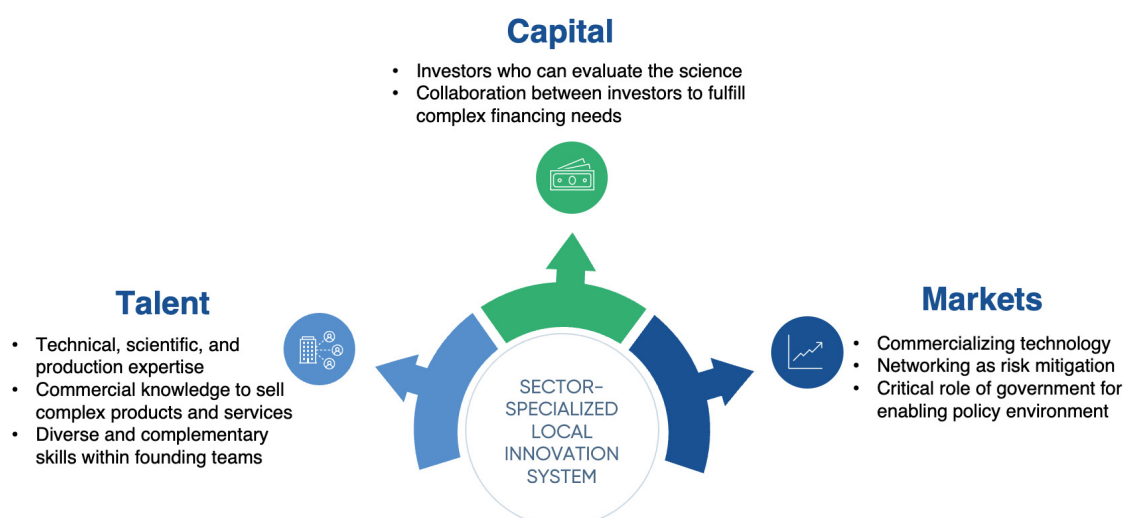 Capital
• Investors who can evaluate the science
• Collaboration between investors to fulfill
complex financing needs
Talent
• Technical, scientific, and
production expertise
• Commercial knowledge to sell
complex products and services
• Diverse and complementary
skills within founding teams
SECTOR-
SPECIALIZED
LOCAL
INNOVATION
SYSTEM
Markets
• Commercializing technology
• Networking as risk mitigation
• Critical role of government for
enabling policy environment